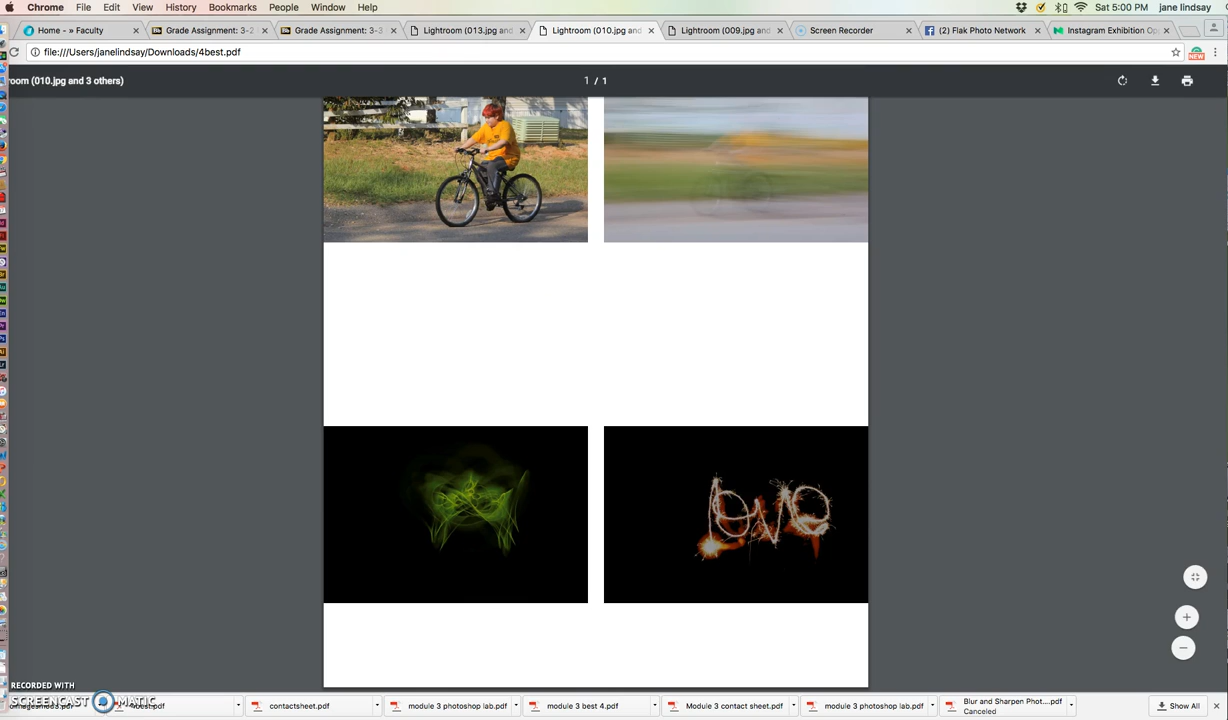 Chrome File Edit View History Bookmarks People Window Help Sat 5:00 PM jane lindsay
Home - » Faculty Grade Assignment: 3-2 Grade Assignment: 3-3 Lightroom (013.jpg and Lightroom (010.jpg and Lightroom (009.jpg and Screen Recorder (2) Flak Photo Network Instagram Exhibition Op
file:///Users/janelindsay/Downloads/4best.pdf NEW
room (010.jpg and 3 others) 1 / 1
love
RECORDED WITH
SCREENCAST MATIC
4best.pdf contactsheet.pdf module 3 photoshop lab.pdf module 3 best 4.pdf Module 3 contact sheet.pdf module 3 photoshop lab.pdf Blur and Sharpen Phot....pdf Show All
Canceled